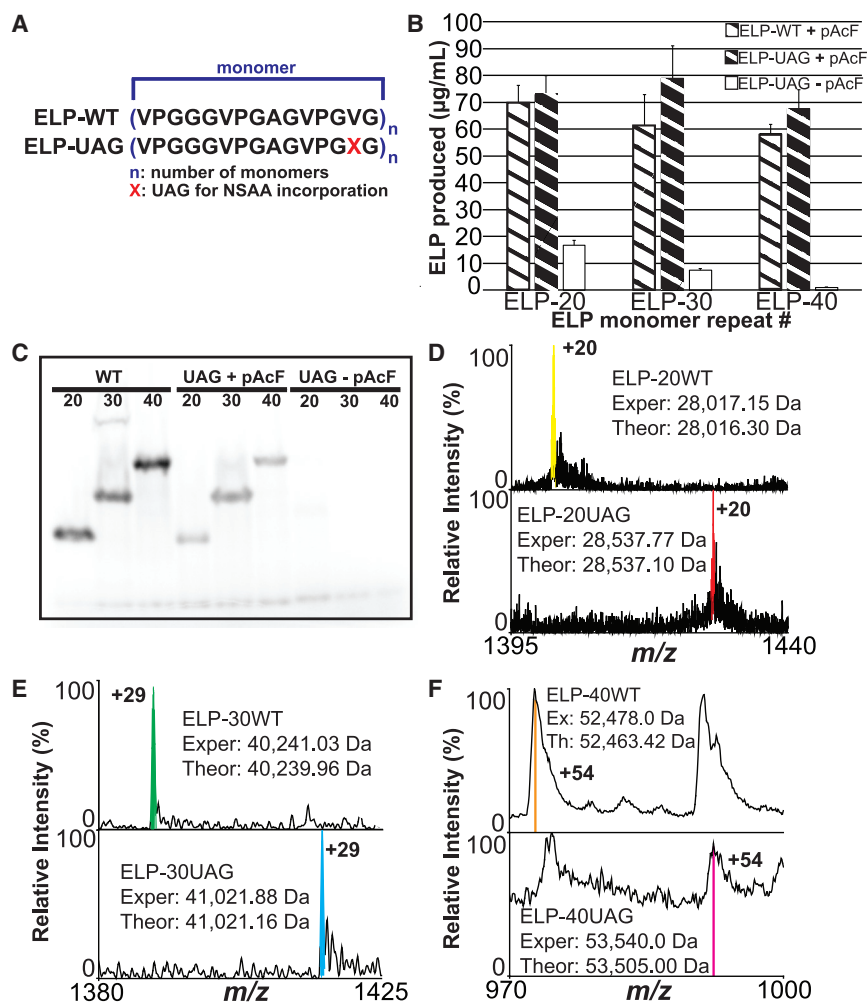 A
monomer
ELP-WT (VPGGGVPGAGVPGVG)n
ELP-UAG (VPGGGVPGAGVPGXG)n
n: number of monomers
X: UAG for NSAA incorporation
B
ELP produced (µg/mL)
100
90
80
70
60
50
40
30
20
10
0
ELP-WT + pAcF
ELP-UAG + pAcF
ELP-UAG - pAcF
ELP-20 ELP-30 ELP-40
ELP monomer repeat #
C
WT UAG + pAcF UAG - pAcF
20 30 40 20 30 40 20 30 40
D
Relative Intensity (%)
100
0
+20
ELP-20WT
Exper: 28,017.15 Da
Theor: 28,016.30 Da
100
0
+20
ELP-20UAG
Exper: 28,537.77 Da
Theor: 28,537.10 Da
1395 m/z 1440
E
Relative Intensity (%)
100
0
+29
ELP-30WT
Exper: 40,241.03 Da
Theor: 40,239.96 Da
100
0
+29
ELP-30UAG
Exper: 41,021.88 Da
Theor: 41,021.16 Da
1380 m/z 1425
F
Relative Intensity (%)
100
0
ELP-40WT
Ex: 52,478.0 Da
Th: 52,463.42 Da
+54
100
0
+54
ELP-40UAG
Exper: 53,540.0 Da
Theor: 53,505.00 Da
970 m/z 1000